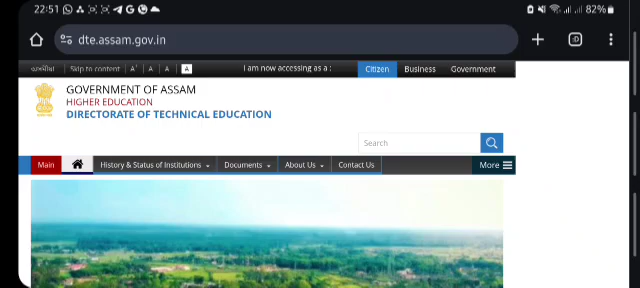 22:51
82%
dte.assam.gov.in
:D
অসমীয়া Skip to content A+ A A A I am now accessing as a : Citizen Business Government
GOVERNMENT OF ASSAM
HIGHER EDUCATION
DIRECTORATE OF TECHNICAL EDUCATION
Search
Main History & Status of Institutions Documents About Us Contact Us More